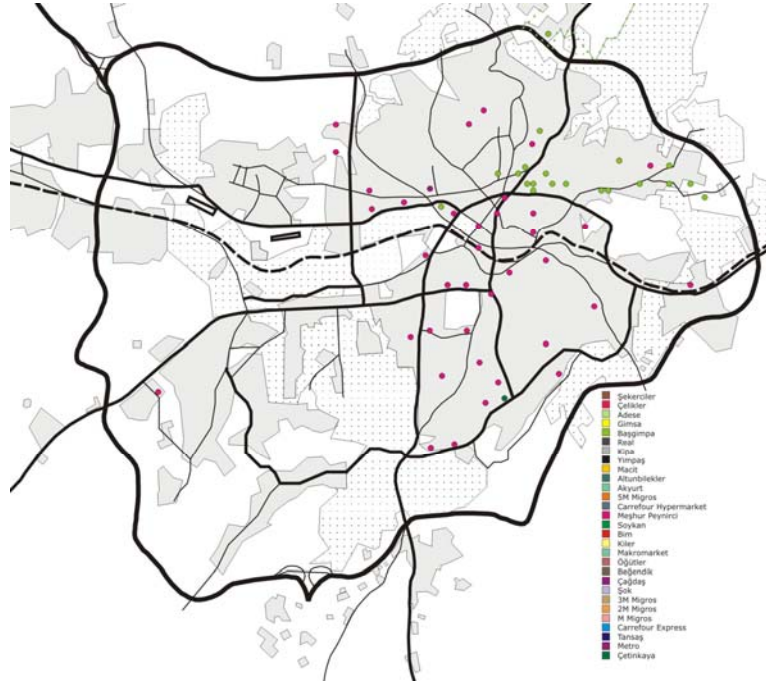 Şekerciler
Çelikler
Adese
Gimsa
Başgimpa
Real
Kipa
Yimpaş
Macit
Altunbilekler
Akyurt
5M Migros
Carrefour Hypermarket
Meşhur Peynirci
Soykan
Bim
Kiler
Makromarket
Öğütler
Beğendik
Çağdaş
Şok
3M Migros
2M Migros
M Migros
Carrefour Express
Tansaş
Metro
Çetinkaya